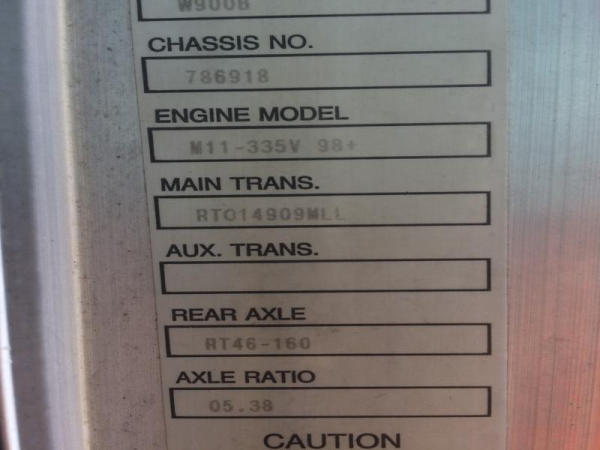 W900B
CHASSIS NO.
786918
ENGINE MODEL
M11-335V 98+
MAIN TRANS.
RTO14909MLL
AUX. TRANS.
REAR AXLE
RT46-160
AXLE RATIO
05.38
CAUTION